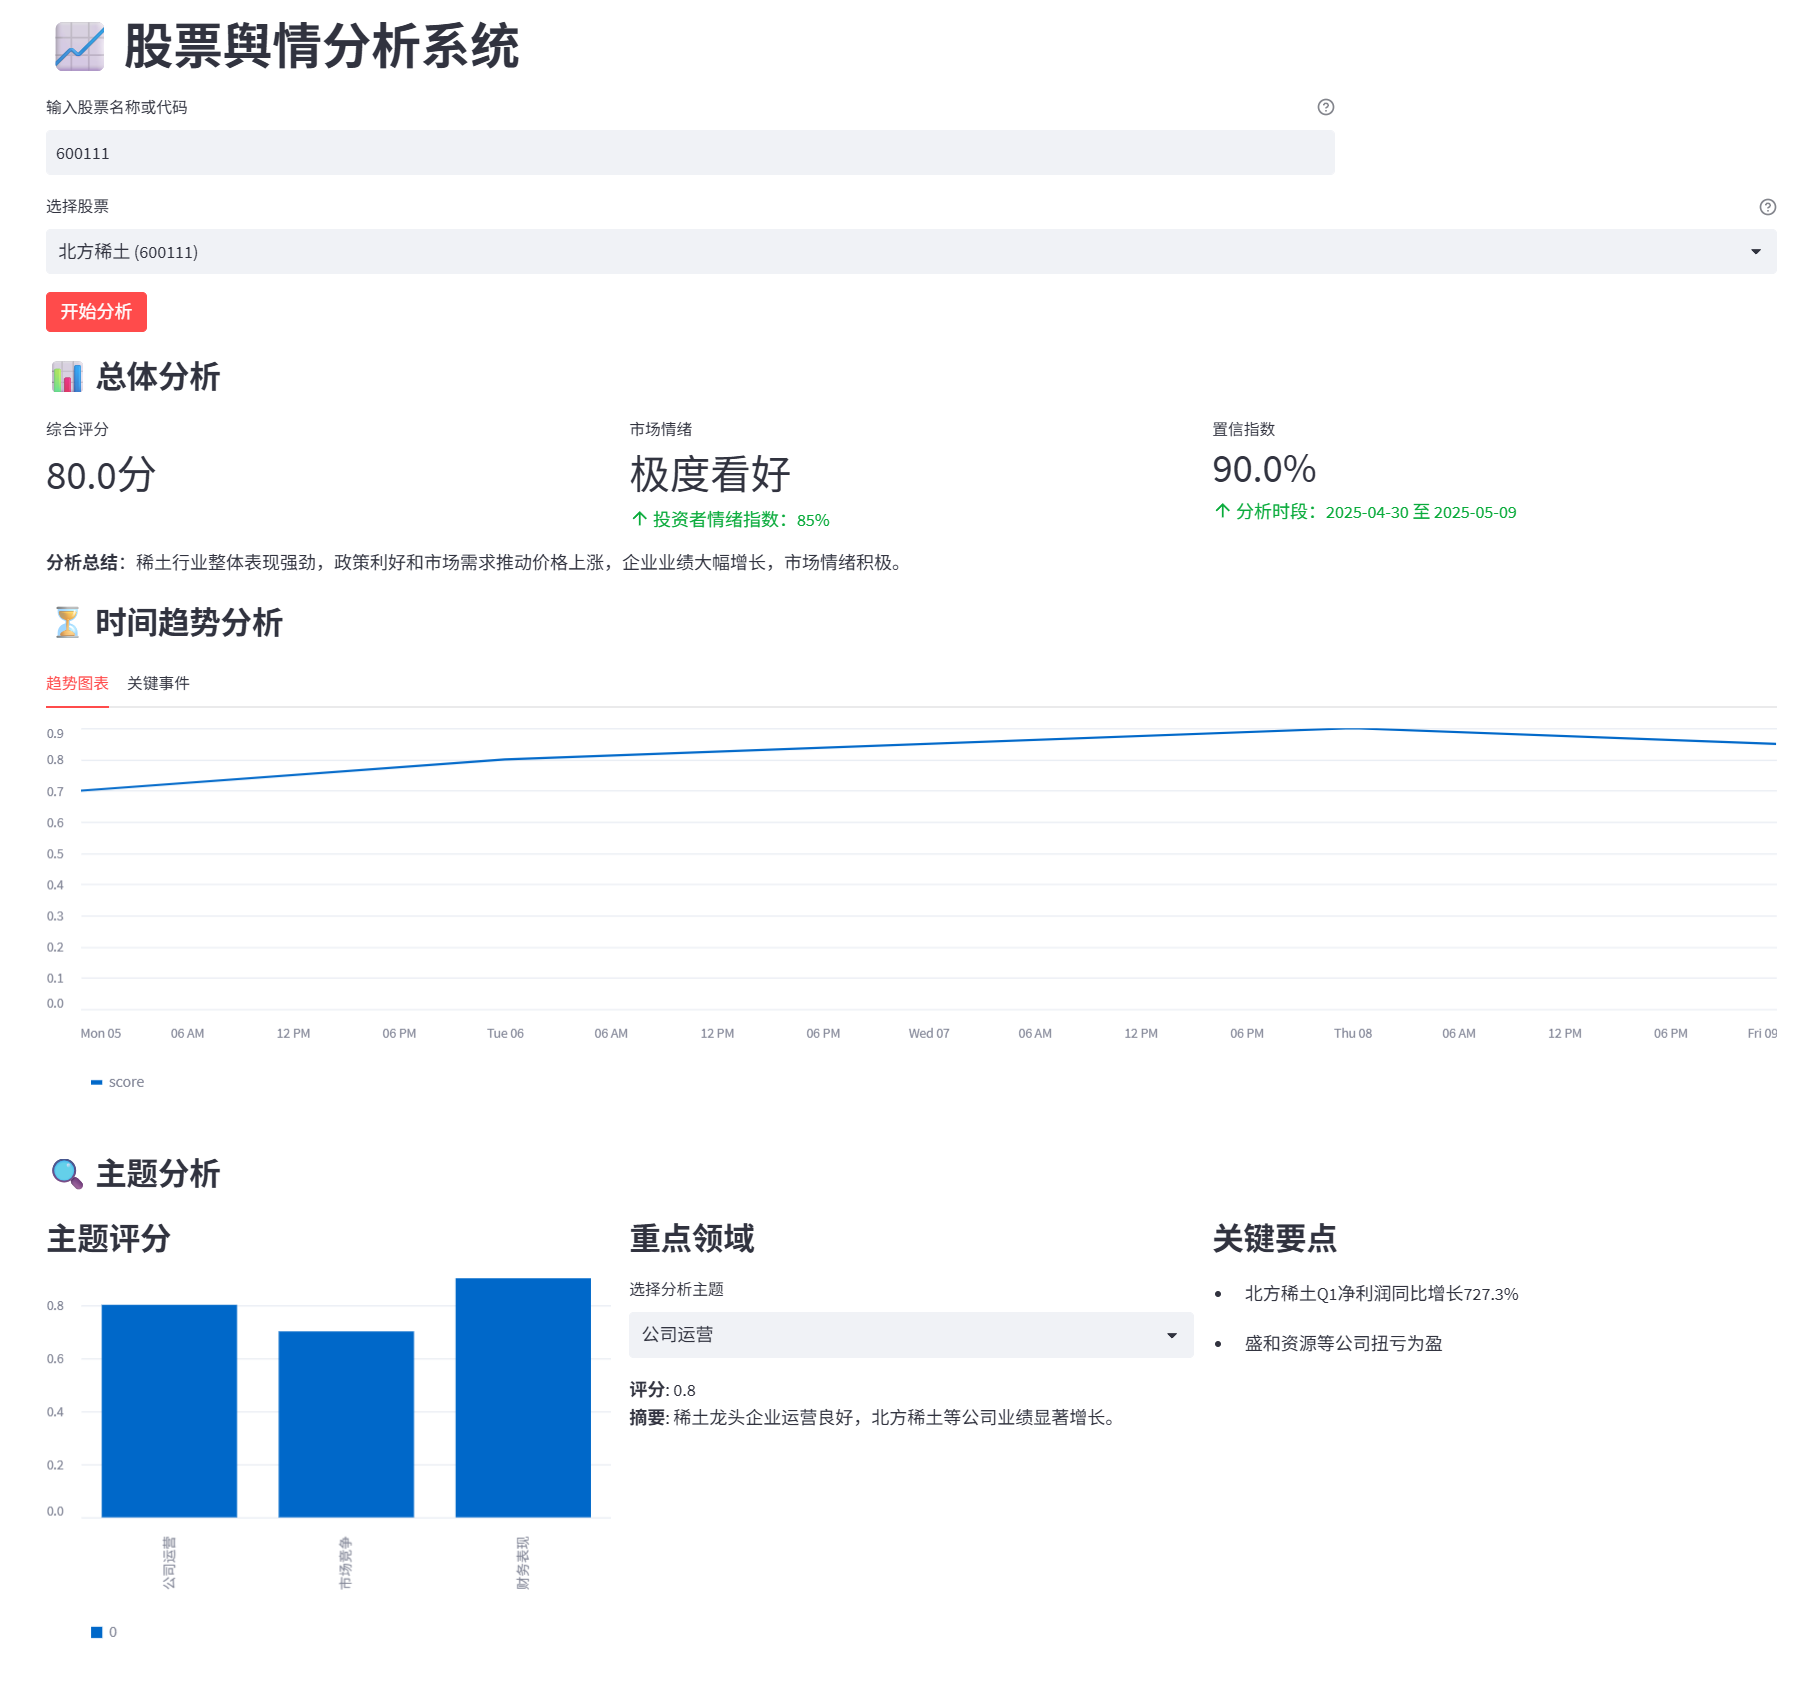 股票舆情分析系统
输入股票名称或代码
600111
选择股票
北方稀土 (600111)
开始分析
总体分析
综合评分
80.0分
市场情绪
极度看好
投资者情绪指数：85%
置信指数
90.0%
分析时段：2025-04-30 至 2025-05-09
分析总结：稀土行业整体表现强劲，政策利好和市场需求推动价格上涨，企业业绩大幅增长，市场情绪积极。
时间趋势分析
趋势图表 关键事件
0.9
0.8
0.7
0.6
0.5
0.4
0.3
0.2
0.1
0.0
Mon 05 06 AM 12 PM 06 PM Tue 06 06 AM 12 PM 06 PM Wed 07 06 AM 12 PM 06 PM Thu 08 06 AM 12 PM 06 PM Fri 09
score
主题分析
主题评分
0.8
0.6
0.4
0.2
0.0
公司运营
市场竞争
财务表现
0
重点领域
选择分析主题
公司运营
评分: 0.8
摘要: 稀土龙头企业运营良好，北方稀土等公司业绩显著增长。
关键要点
北方稀土Q1净利润同比增长727.3%
盛和资源等公司扭亏为盈